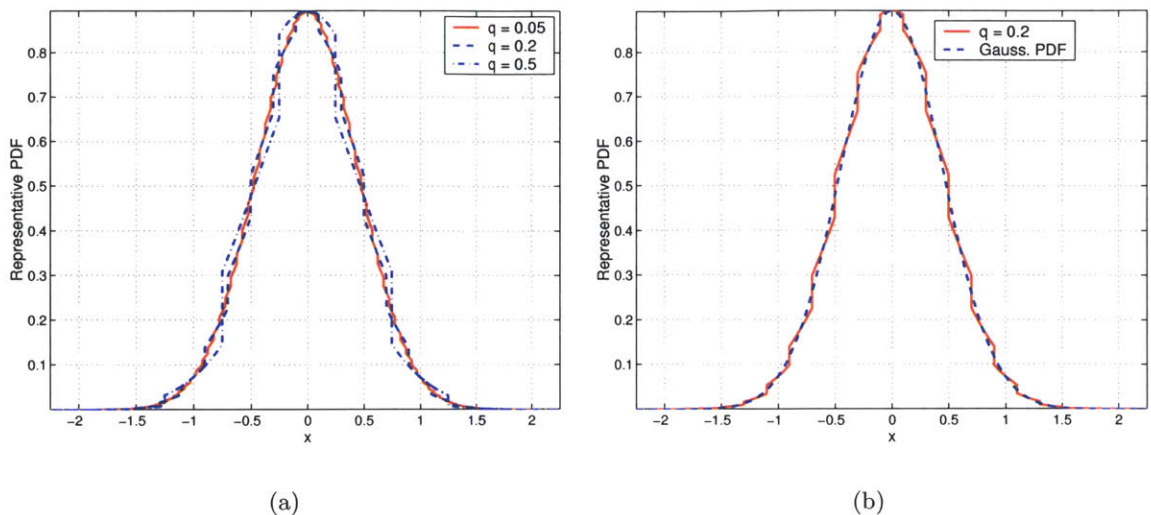 Representative PDF
0.9
0.8
0.7
0.6
0.5
0.4
0.3
0.2
0.1
q = 0.05
q = 0.2
q = 0.5
−2 −1.5 −1 −0.5 0 0.5 1 1.5 2
x
(a)
Representative PDF
0.8
0.7
0.6
0.5
0.4
0.3
0.2
0.1
q = 0.2
Gauss. PDF
−2 −1.5 −1 −0.5 0 0.5 1 1.5 2
x
(b)